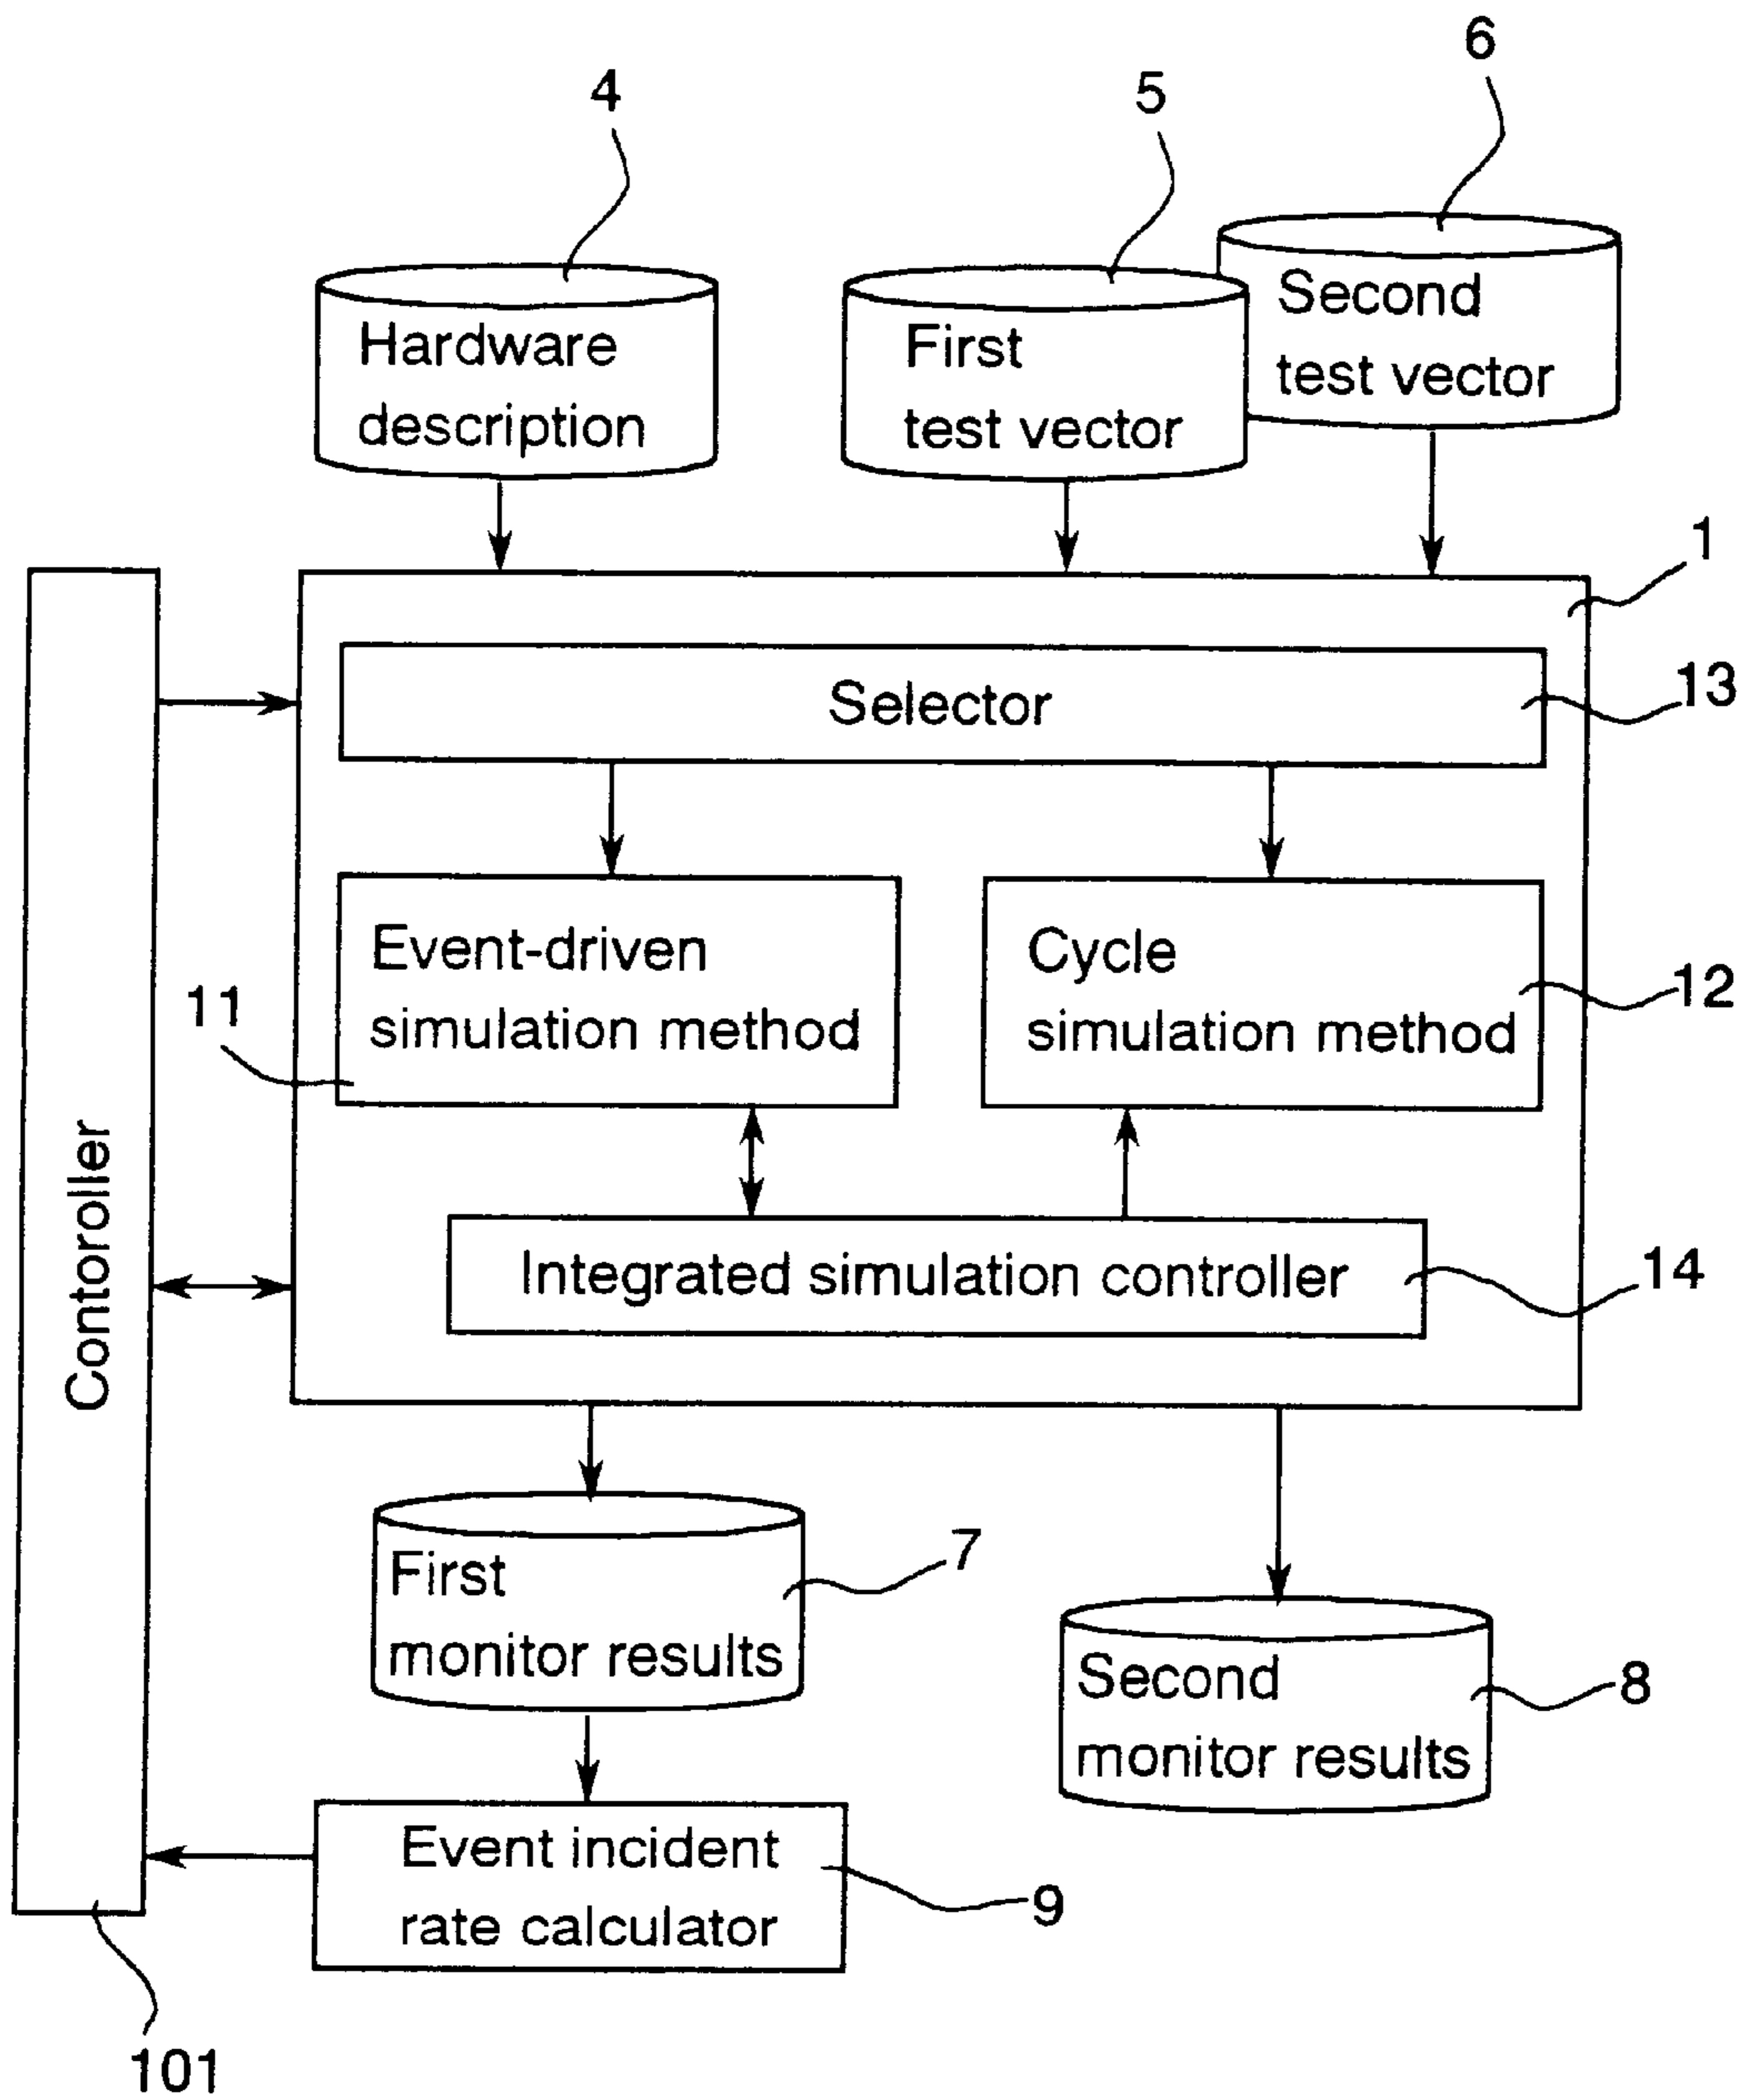 6
4
5
Second
test vector
Hardware
description
First
test vector
1
Selector
13
Event-driven
simulation method
Cycle
simulation method
11
12
Contoroller
Integrated simulation controller
14
First
monitor results
7
Second
monitor results
8
Event incident
rate calculator
9
101